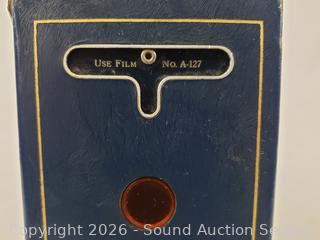 USE FILM NO. A-127
Copyright 2026 - Sound Auction Se